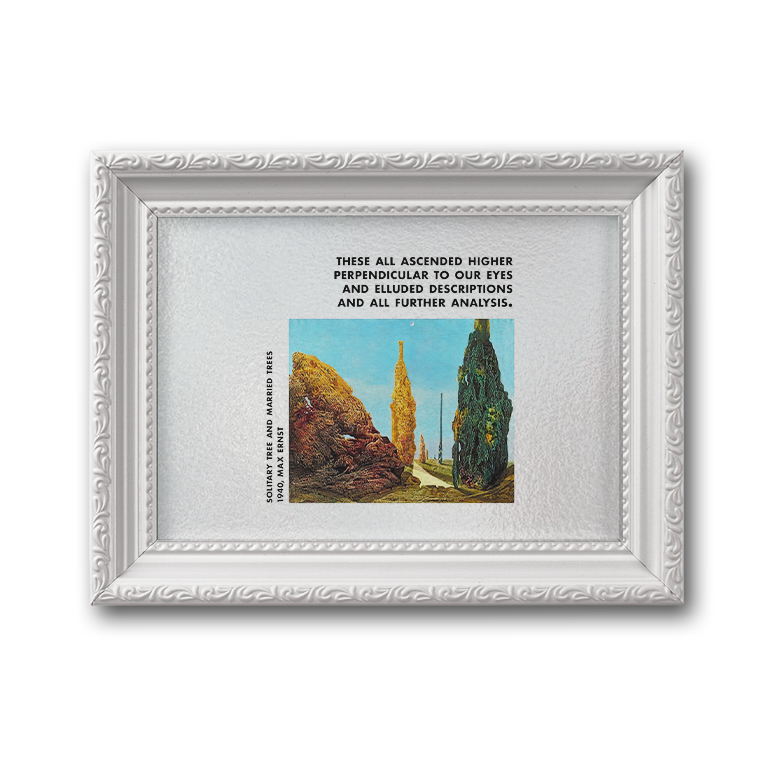 THESE ALL ASCENDED HIGHER
PERPENDICULAR TO OUR EYES
AND ELLUDED DESCRIPTIONS
AND ALL FURTHER ANALYSIS.
SOLITARY TREE AND MARRIED TREES
1940, MAX ERNST